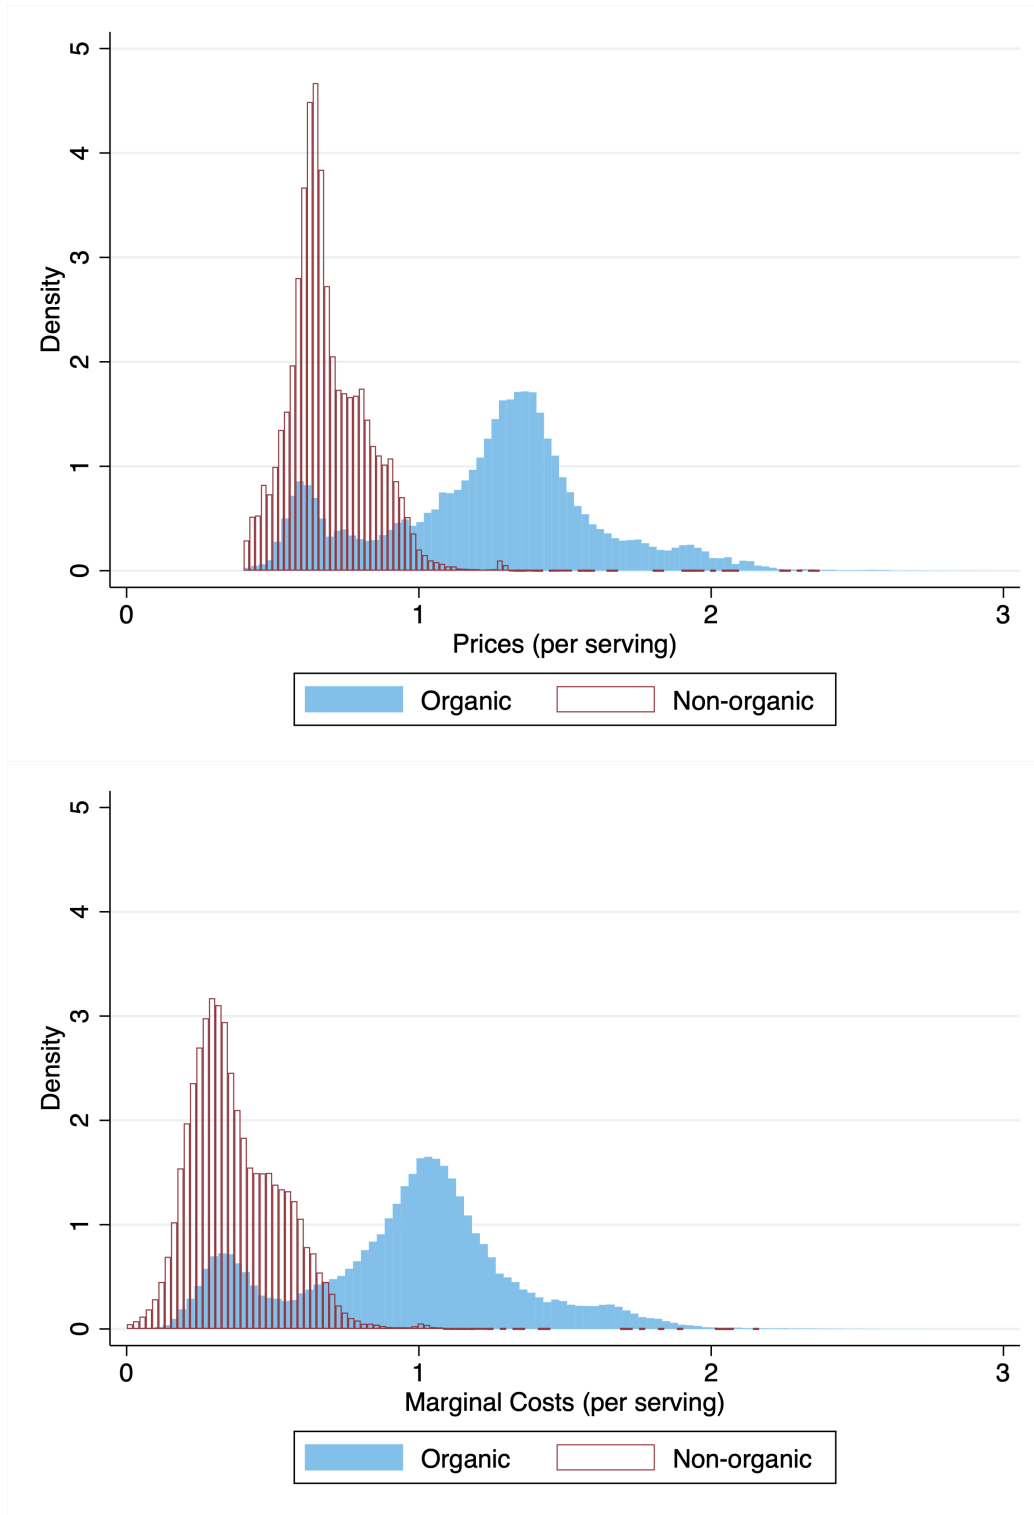 5
4
3
2
1
0
Density
0 1 2 3
Prices (per serving)
Organic Non-organic
5
4
3
2
1
0
Density
0 1 2 3
Marginal Costs (per serving)
Organic Non-organic